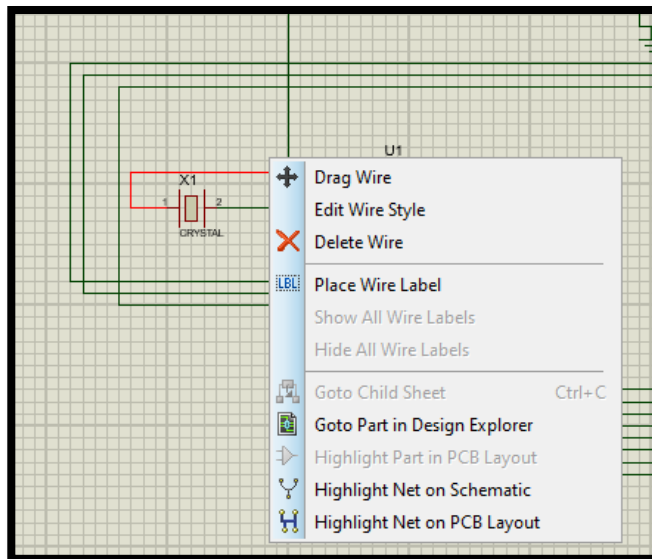 U1
X1
1
2
CRYSTAL
Drag Wire
Edit Wire Style
Delete Wire
LBL Place Wire Label
Show All Wire Labels
Hide All Wire Labels
Goto Child Sheet Ctrl+C
Goto Part in Design Explorer
Highlight Part in PCB Layout
Highlight Net on Schematic
Highlight Net on PCB Layout